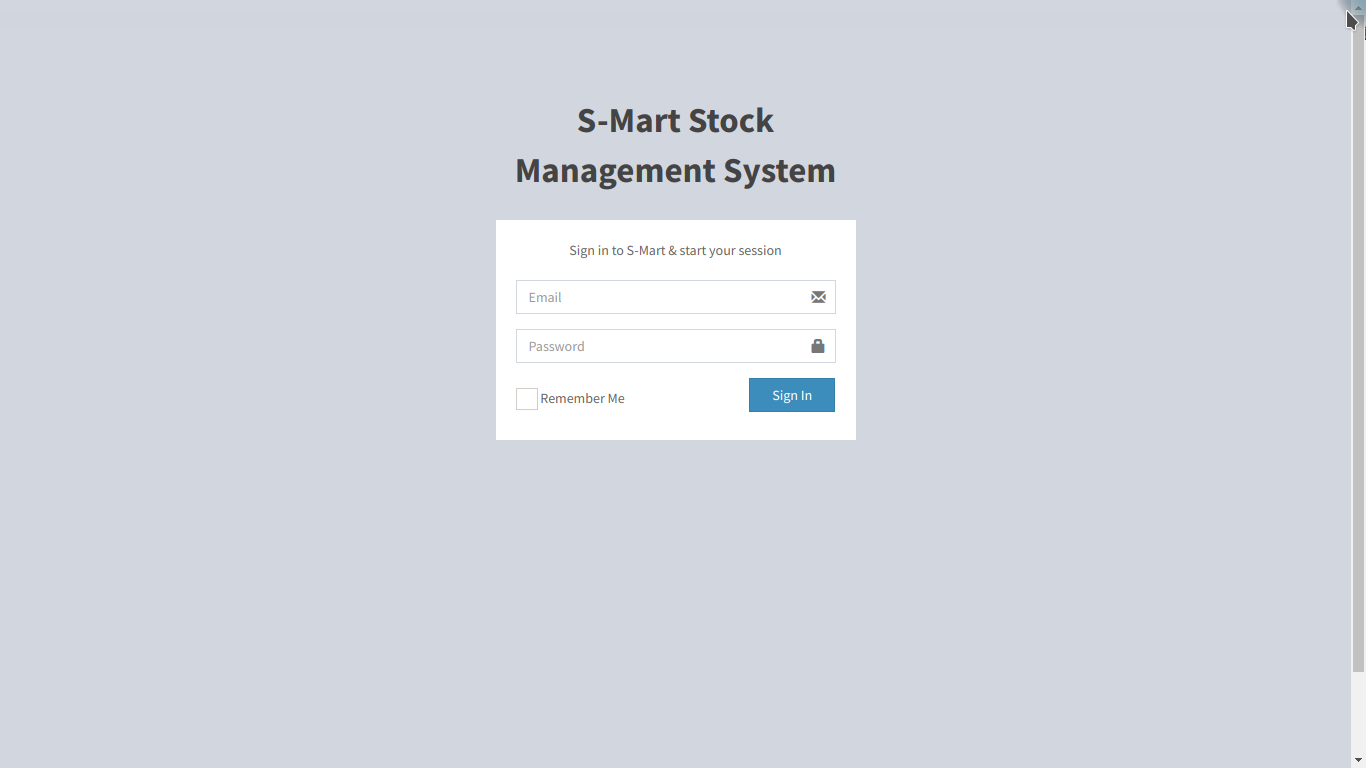 S-Mart Stock
Management System
Sign in to S-Mart & start your session
Email
Password
Remember Me
Sign In